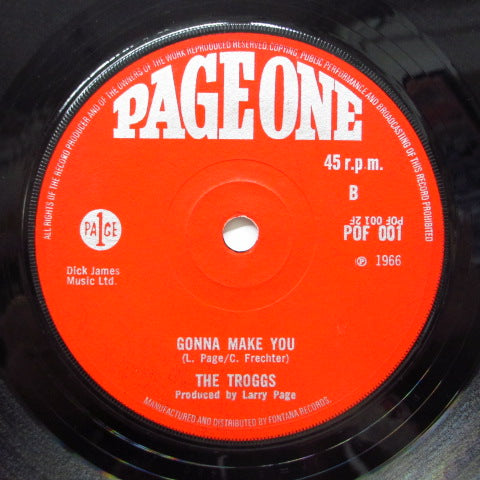 ALL RIGHTS OF THE RECORD PRODUCER AND OF THE OWNERS OF THE WORK REPRODUCED RESERVED. COPYING, PUBLIC PERFORMANCE AND BROADCASTING OF THIS RECORD PROHIBITED
PAGE ONE
45 r.p.m.
B
POF 001 2F
POF 001
PA1GE
Ⓟ 1966
Dick James
Music Ltd.
GONNA MAKE YOU
(L. Page/C. Frechter)
THE TROGGS
Produced by Larry Page
MANUFACTURED AND DISTRIBUTED BY FONTANA RECORDS.